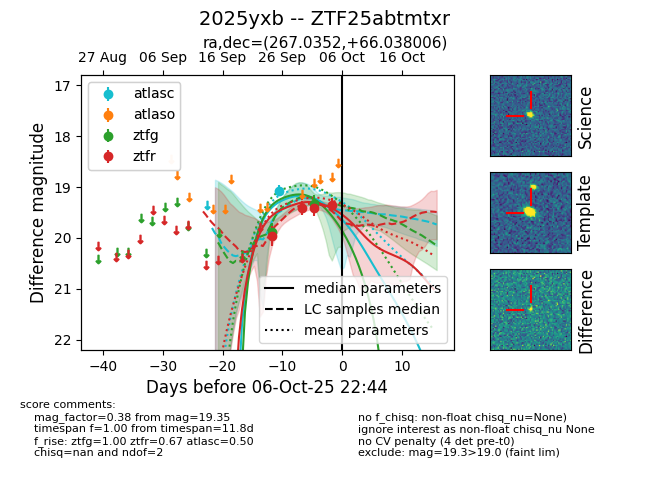 2025yxb -- ZTF25abtmtxr
ra,dec=(267.0352,+66.038006)
27 Aug 06 Sep 16 Sep 26 Sep 06 Oct 16 Oct
17
18
19
20
21
22
Difference magnitude
atlasc
atlaso
ztfg
ztfr
median parameters
LC samples median
mean parameters
−40 −30 −20 −10 0 10
Days before 06-Oct-25 22:44
Science
Template
Difference
score comments:
mag_factor=0.38 from mag=19.35
timespan f=1.00 from timespan=11.8d
f_rise: ztfg=1.00 ztfr=0.67 atlasc=0.50
chisq=nan and ndof=2
no f_chisq: non-float chisq_nu=None)
ignore interest as non-float chisq_nu None
no CV penalty (4 det pre-t0)
exclude: mag=19.3>19.0 (faint lim)